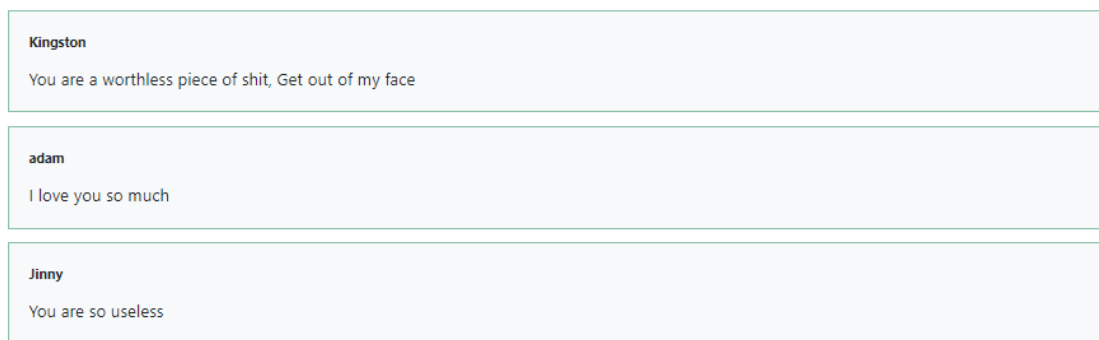 Kingston
You are a worthless piece of shit, Get out of my face
adam
I love you so much
Jinny
You are so useless